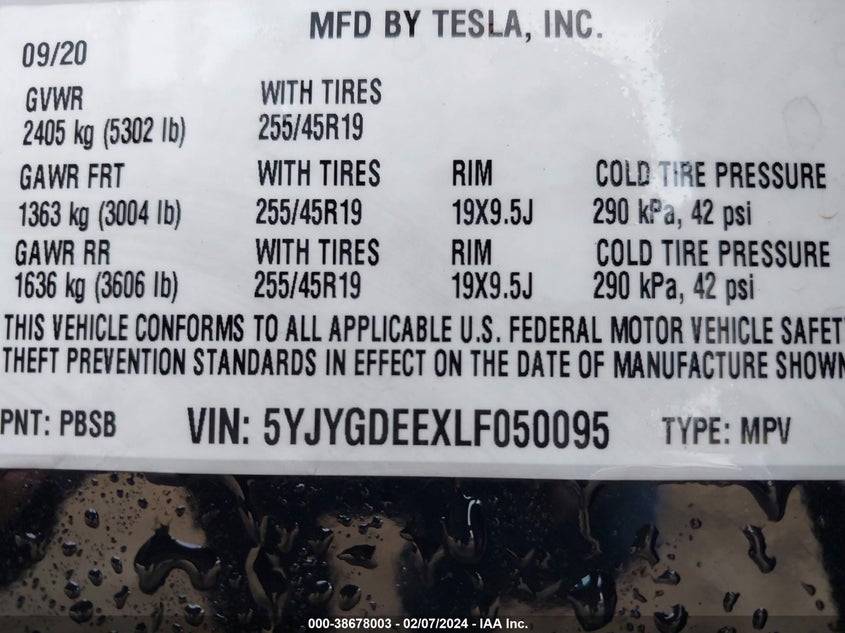 MFD BY TESLA, INC.
09/20
GVWR WITH TIRES
2405 kg (5302 lb) 255/45R19
GAWR FRT WITH TIRES RIM COLD TIRE PRESSURE
1363 kg (3004 lb) 255/45R19 19X9.5J 290 kPa, 42 psi
GAWR RR WITH TIRES RIM COLD TIRE PRESSURE
1636 kg (3606 lb) 255/45R19 19X9.5J 290 kPa, 42 psi
THIS VEHICLE CONFORMS TO ALL APPLICABLE U.S. FEDERAL MOTOR VEHICLE SAFET
THEFT PREVENTION STANDARDS IN EFFECT ON THE DATE OF MANUFACTURE SHOWN
PNT: PBSB VIN: 5YJYGDEEXLF050095 TYPE: MPV
000-38678003 - 02/07/2024 - IAA Inc.